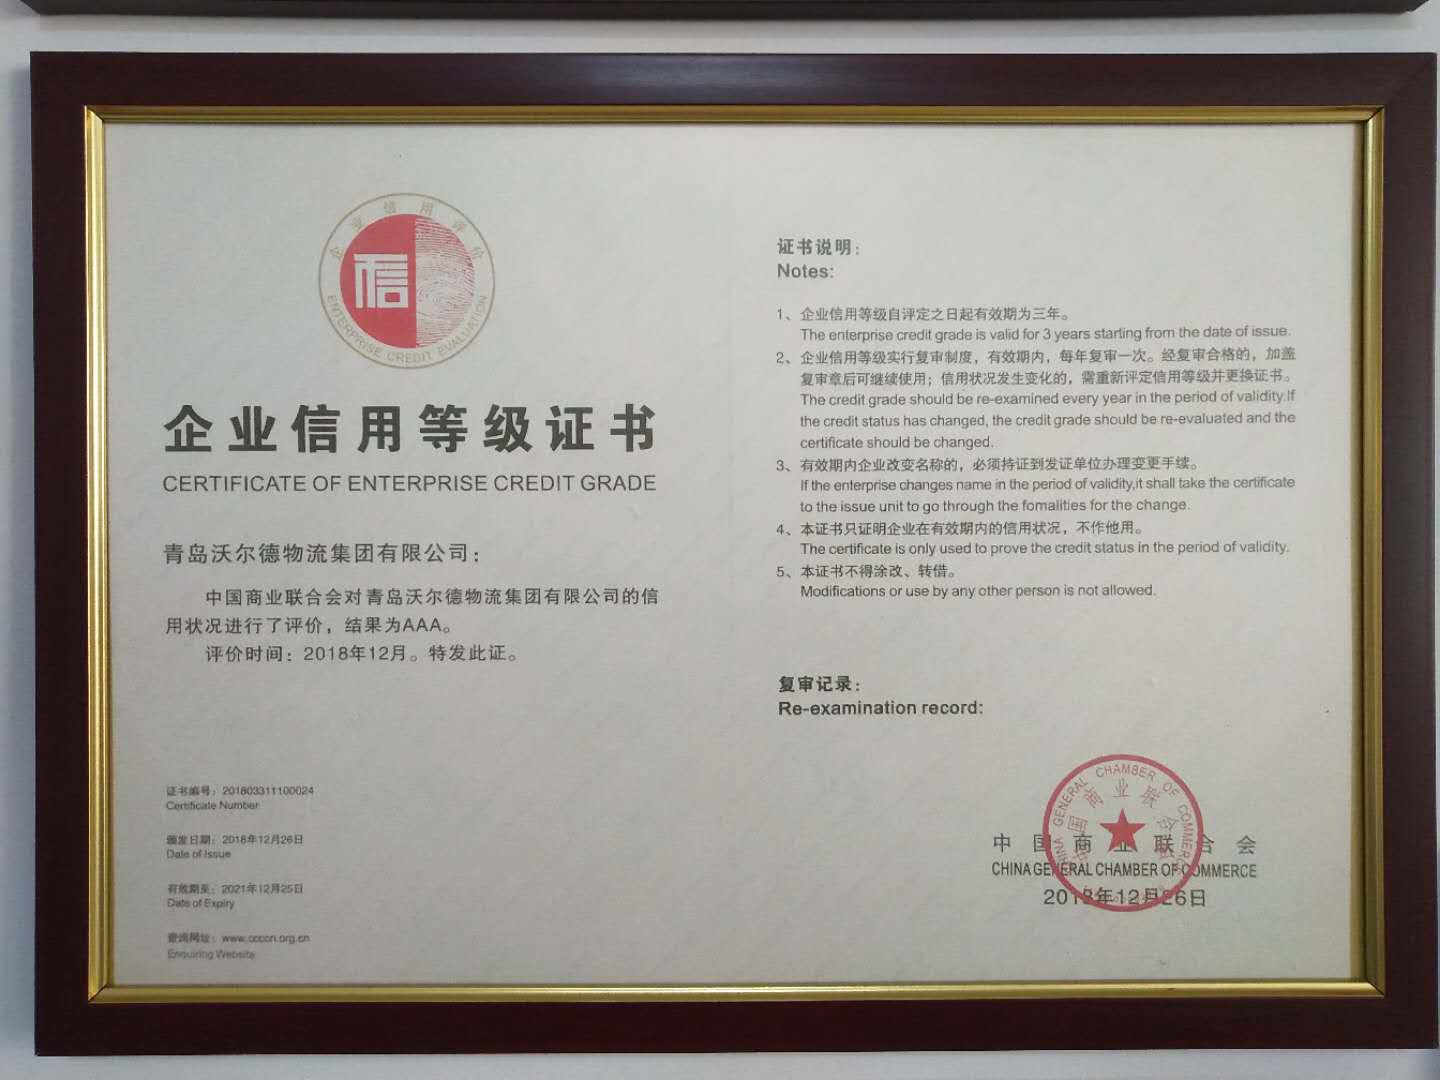 企业信用评价
信
ENTERPRISE CREDIT EVALUATION
企业信用等级证书
CERTIFICATE OF ENTERPRISE CREDIT GRADE
青岛沃尔德物流集团有限公司：
中国商业联合会对青岛沃尔德物流集团有限公司的信
用状况进行了评价，结果为AAA。
评价时间：2018年12月。特发此证。
证书编号：201803311100024
Certificate Number
颁发日期：2018年12月26日
Date of Issue
有效期至：2021年12月25日
Date of Expiry
查询网址：www.ccccn.org.cn
Enquiring Website
证书说明：
Notes:
1、企业信用等级自评定之日起有效期为三年。
The enterprise credit grade is valid for 3 years starting from the date of issue.
2、企业信用等级实行复审制度，有效期内，每年复审一次。经复审合格的，加盖
复审章后可继续使用；信用状况发生变化的，需重新评定信用等级并更换证书。
The credit grade should be re-examined every year in the period of validity.If
the credit status has changed, the credit grade should be re-evaluated and the
certificate should be changed.
3、有效期内企业改变名称的，必须持证到发证单位办理变更手续。
If the enterprise changes name in the period of validity,it shall take the certificate
to the issue unit to go through the fomalities for the change.
4、本证书只证明企业在有效期内的信用状况，不作他用。
The certificate is only used to prove the credit status in the period of validity.
5、本证书不得涂改、转借。
Modifications or use by any other person is not allowed.
复审记录：
Re-examination record:
CHINA GENERAL CHAMBER OF COMMERCE
中国商业联合会
中国商业联合会
CHINA GENERAL CHAMBER OF COMMERCE
2018年12月26日